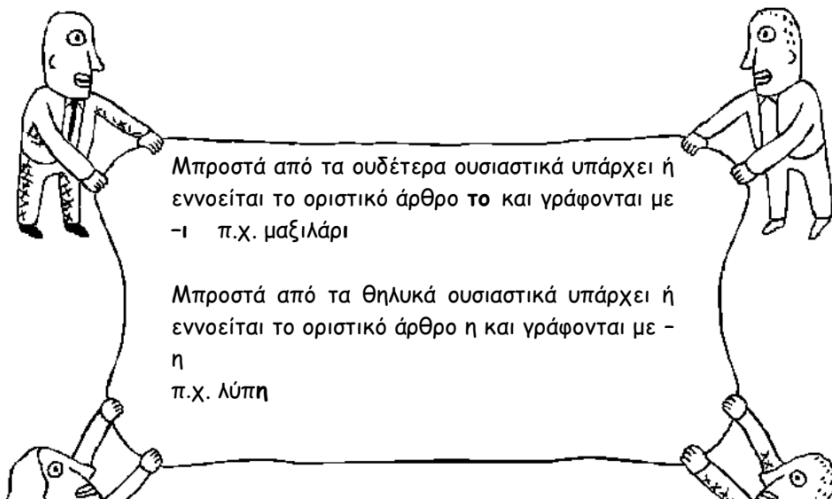 Μπροστά από τα ουδέτερα ουσιαστικά υπάρχει ή
εννοείται το οριστικό άρθρο το και γράφονται με
-ι π.χ. μαξιλάρι
Μπροστά από τα θηλυκά ουσιαστικά υπάρχει ή
εννοείται το οριστικό άρθρο η και γράφονται με –
η
π.χ. λύπη